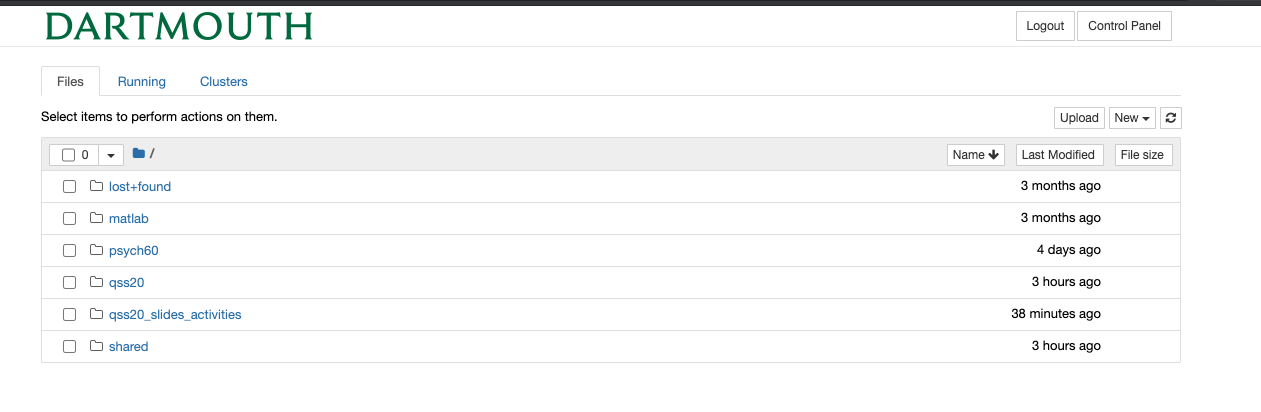 DARTMOUTH
Logout Control Panel
Files Running Clusters
Select items to perform actions on them.
Upload New
0 / Name Last Modified File size
lost+found 3 months ago
matlab 3 months ago
psych60 4 days ago
qss20 3 hours ago
qss20_slides_activities 38 minutes ago
shared 3 hours ago